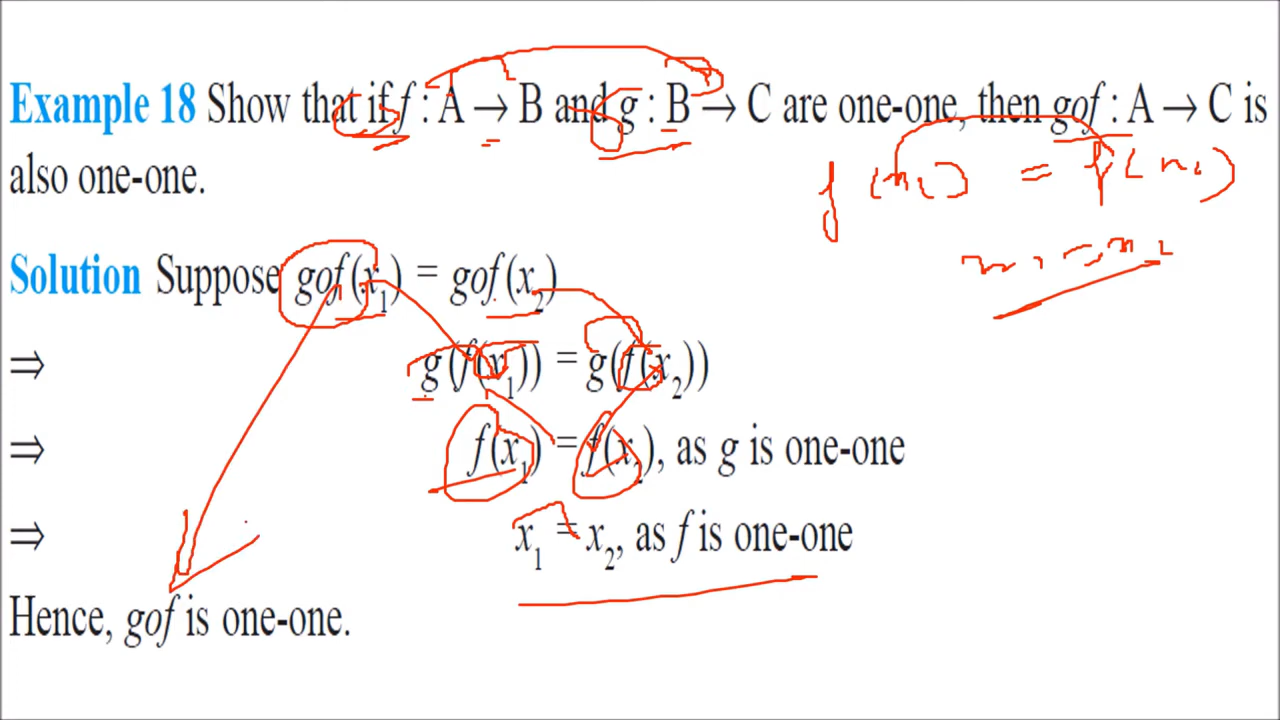 Example 18 Show that if f : A → B and g : B → C are one-one, then gof : A → C is
also one-one.
f (x1) = f (x2)
x1 = x2
Solution Suppose gof (x1) = gof (x2)
⇒ g (f (x1)) = g (f (x2))
⇒ f (x1) = f (x2), as g is one-one
⇒ x1 = x2, as f is one-one
Hence, gof is one-one.